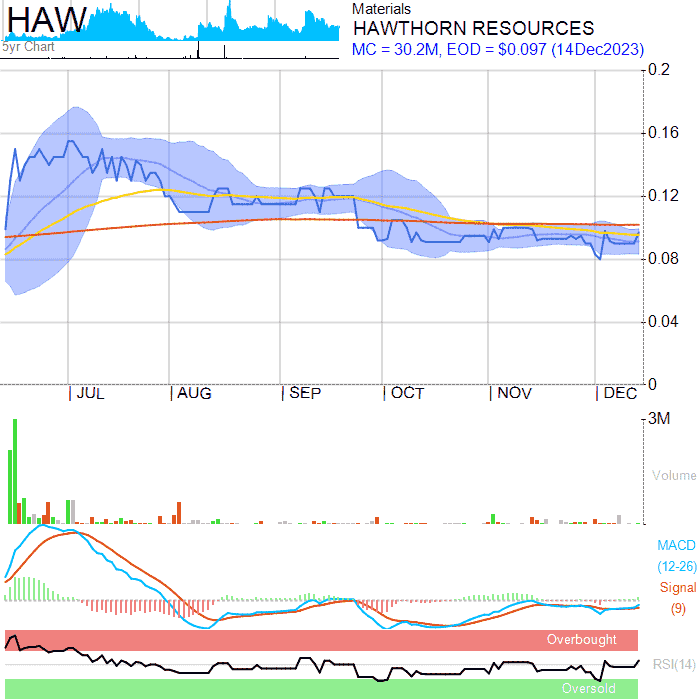 HAW
5yr Chart
Materials
HAWTHORN RESOURCES
MC = 30.2M, EOD = $0.097 (14Dec2023)
0.2
0.16
0.12
0.08
0.04
0
JUL
AUG
SEP
OCT
NOV
DEC
3M
Volume
MACD
(12-26)
Signal
(9)
Overbought
RSI(14)
Oversold